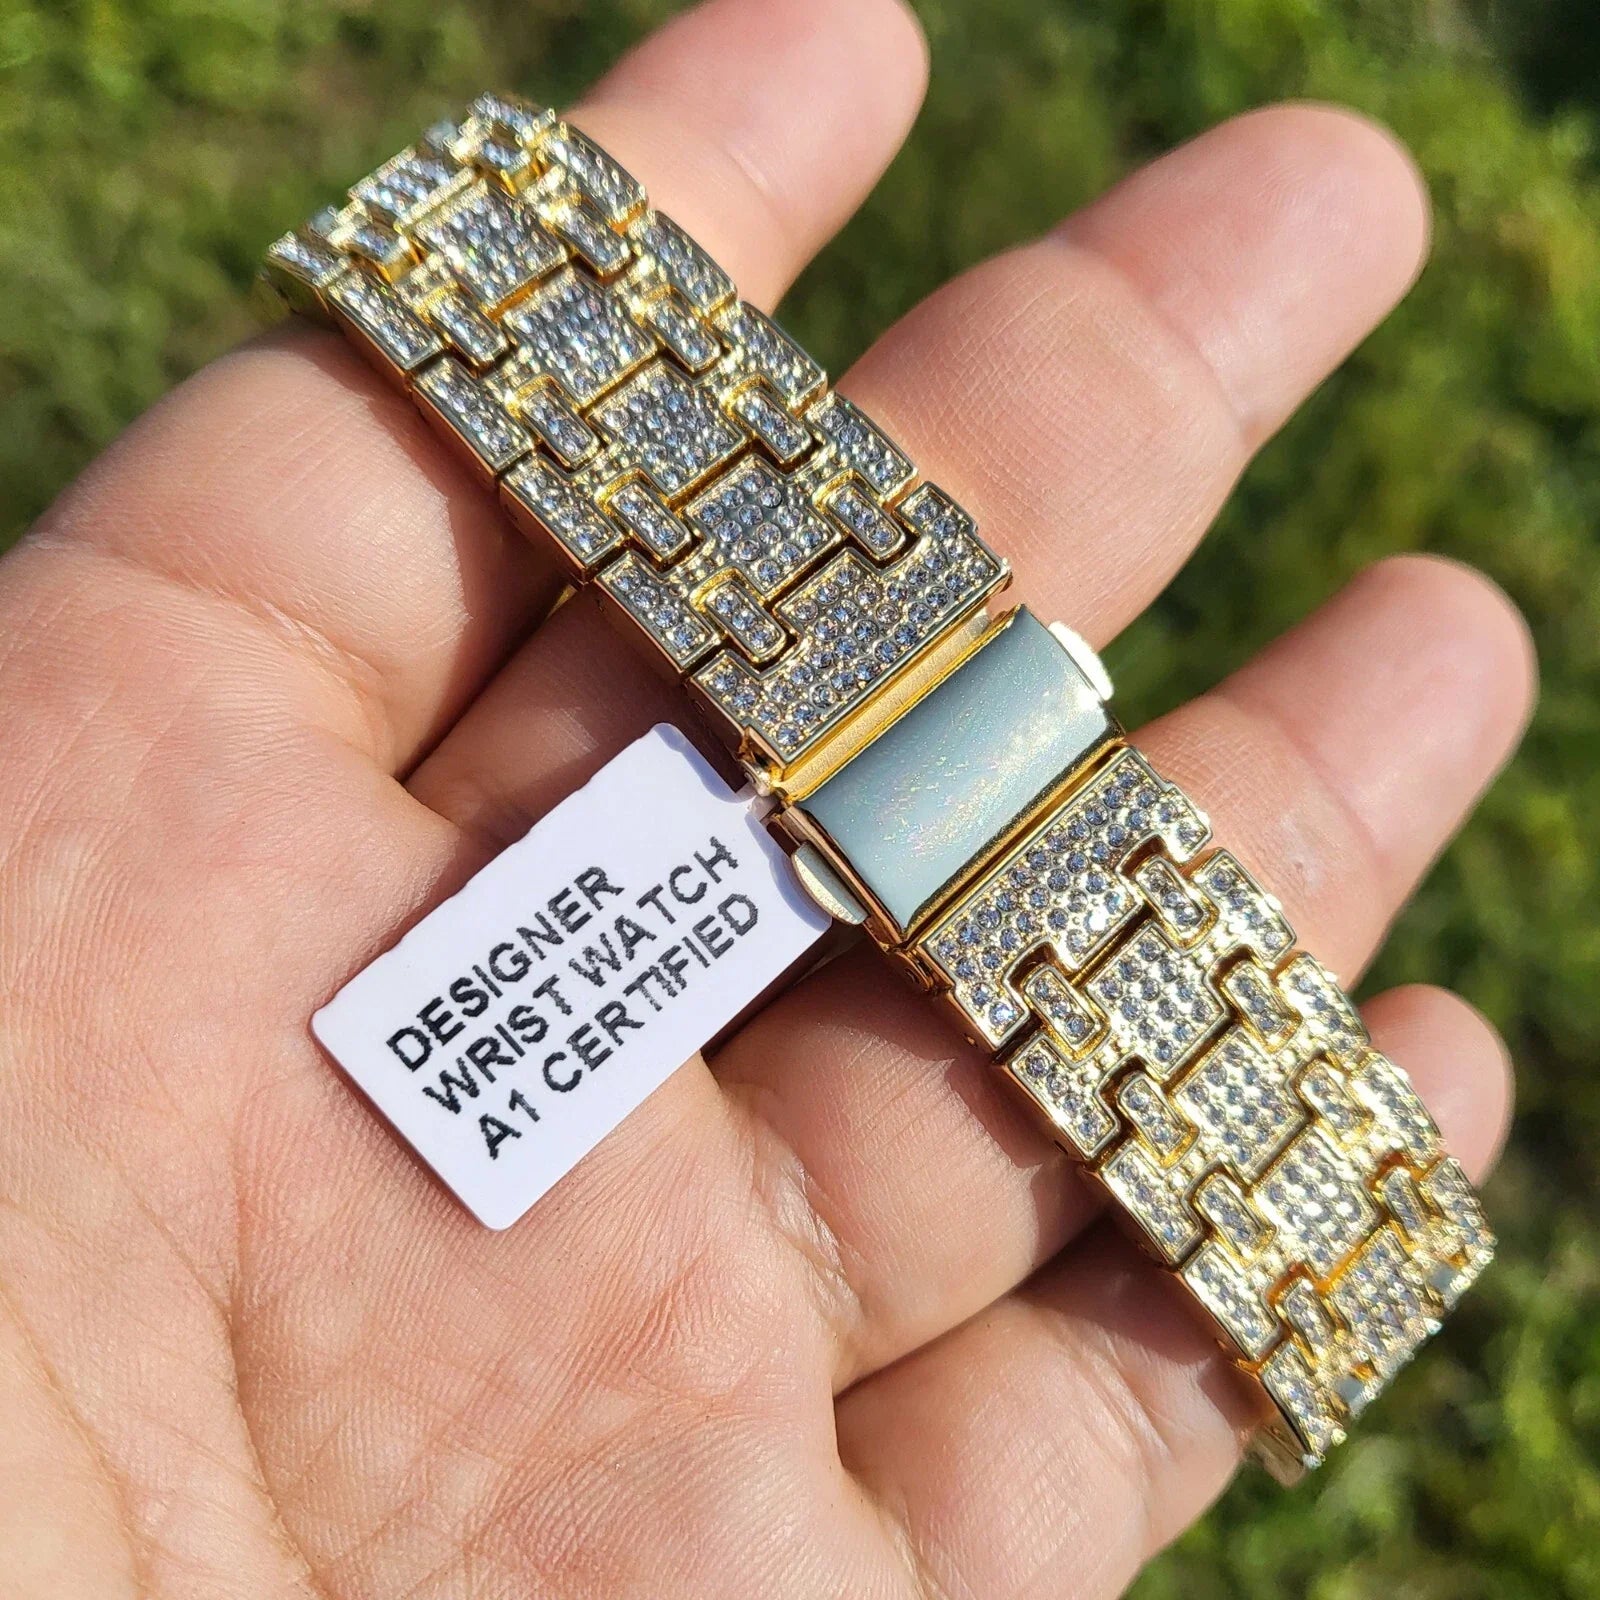 DESIGNER
WRIST WATCH
A1 CERTIFIED